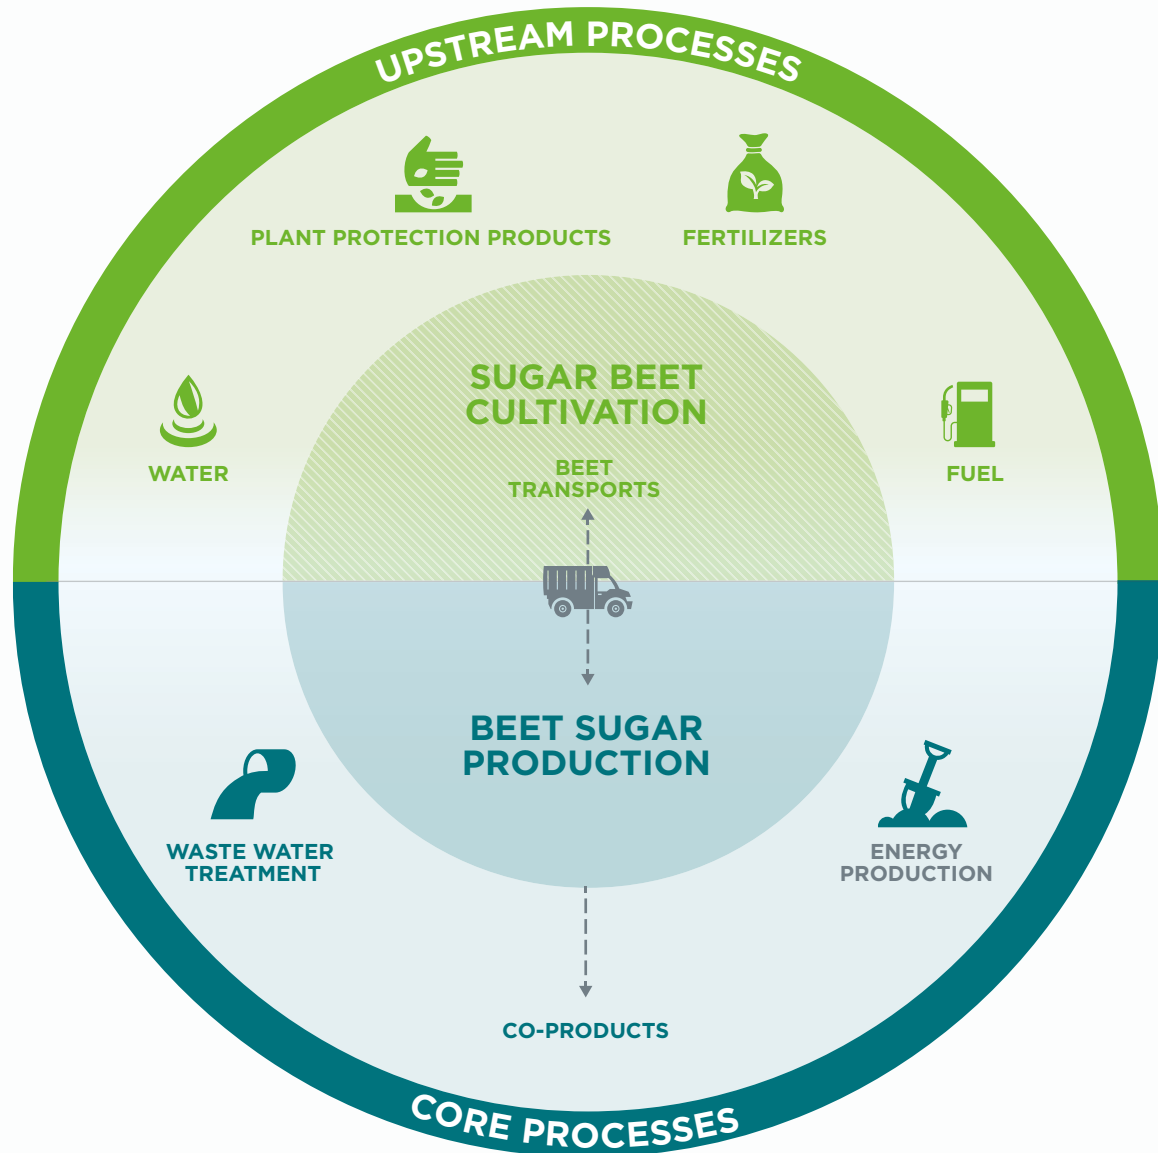 UPSTREAM PROCESSES
PLANT PROTECTION PRODUCTS
FERTILIZERS
SUGAR BEET
CULTIVATION
WATER
BEET
TRANSPORTS
FUEL
BEET SUGAR
PRODUCTION
WASTE WATER
TREATMENT
ENERGY
PRODUCTION
CO-PRODUCTS
CORE PROCESSES